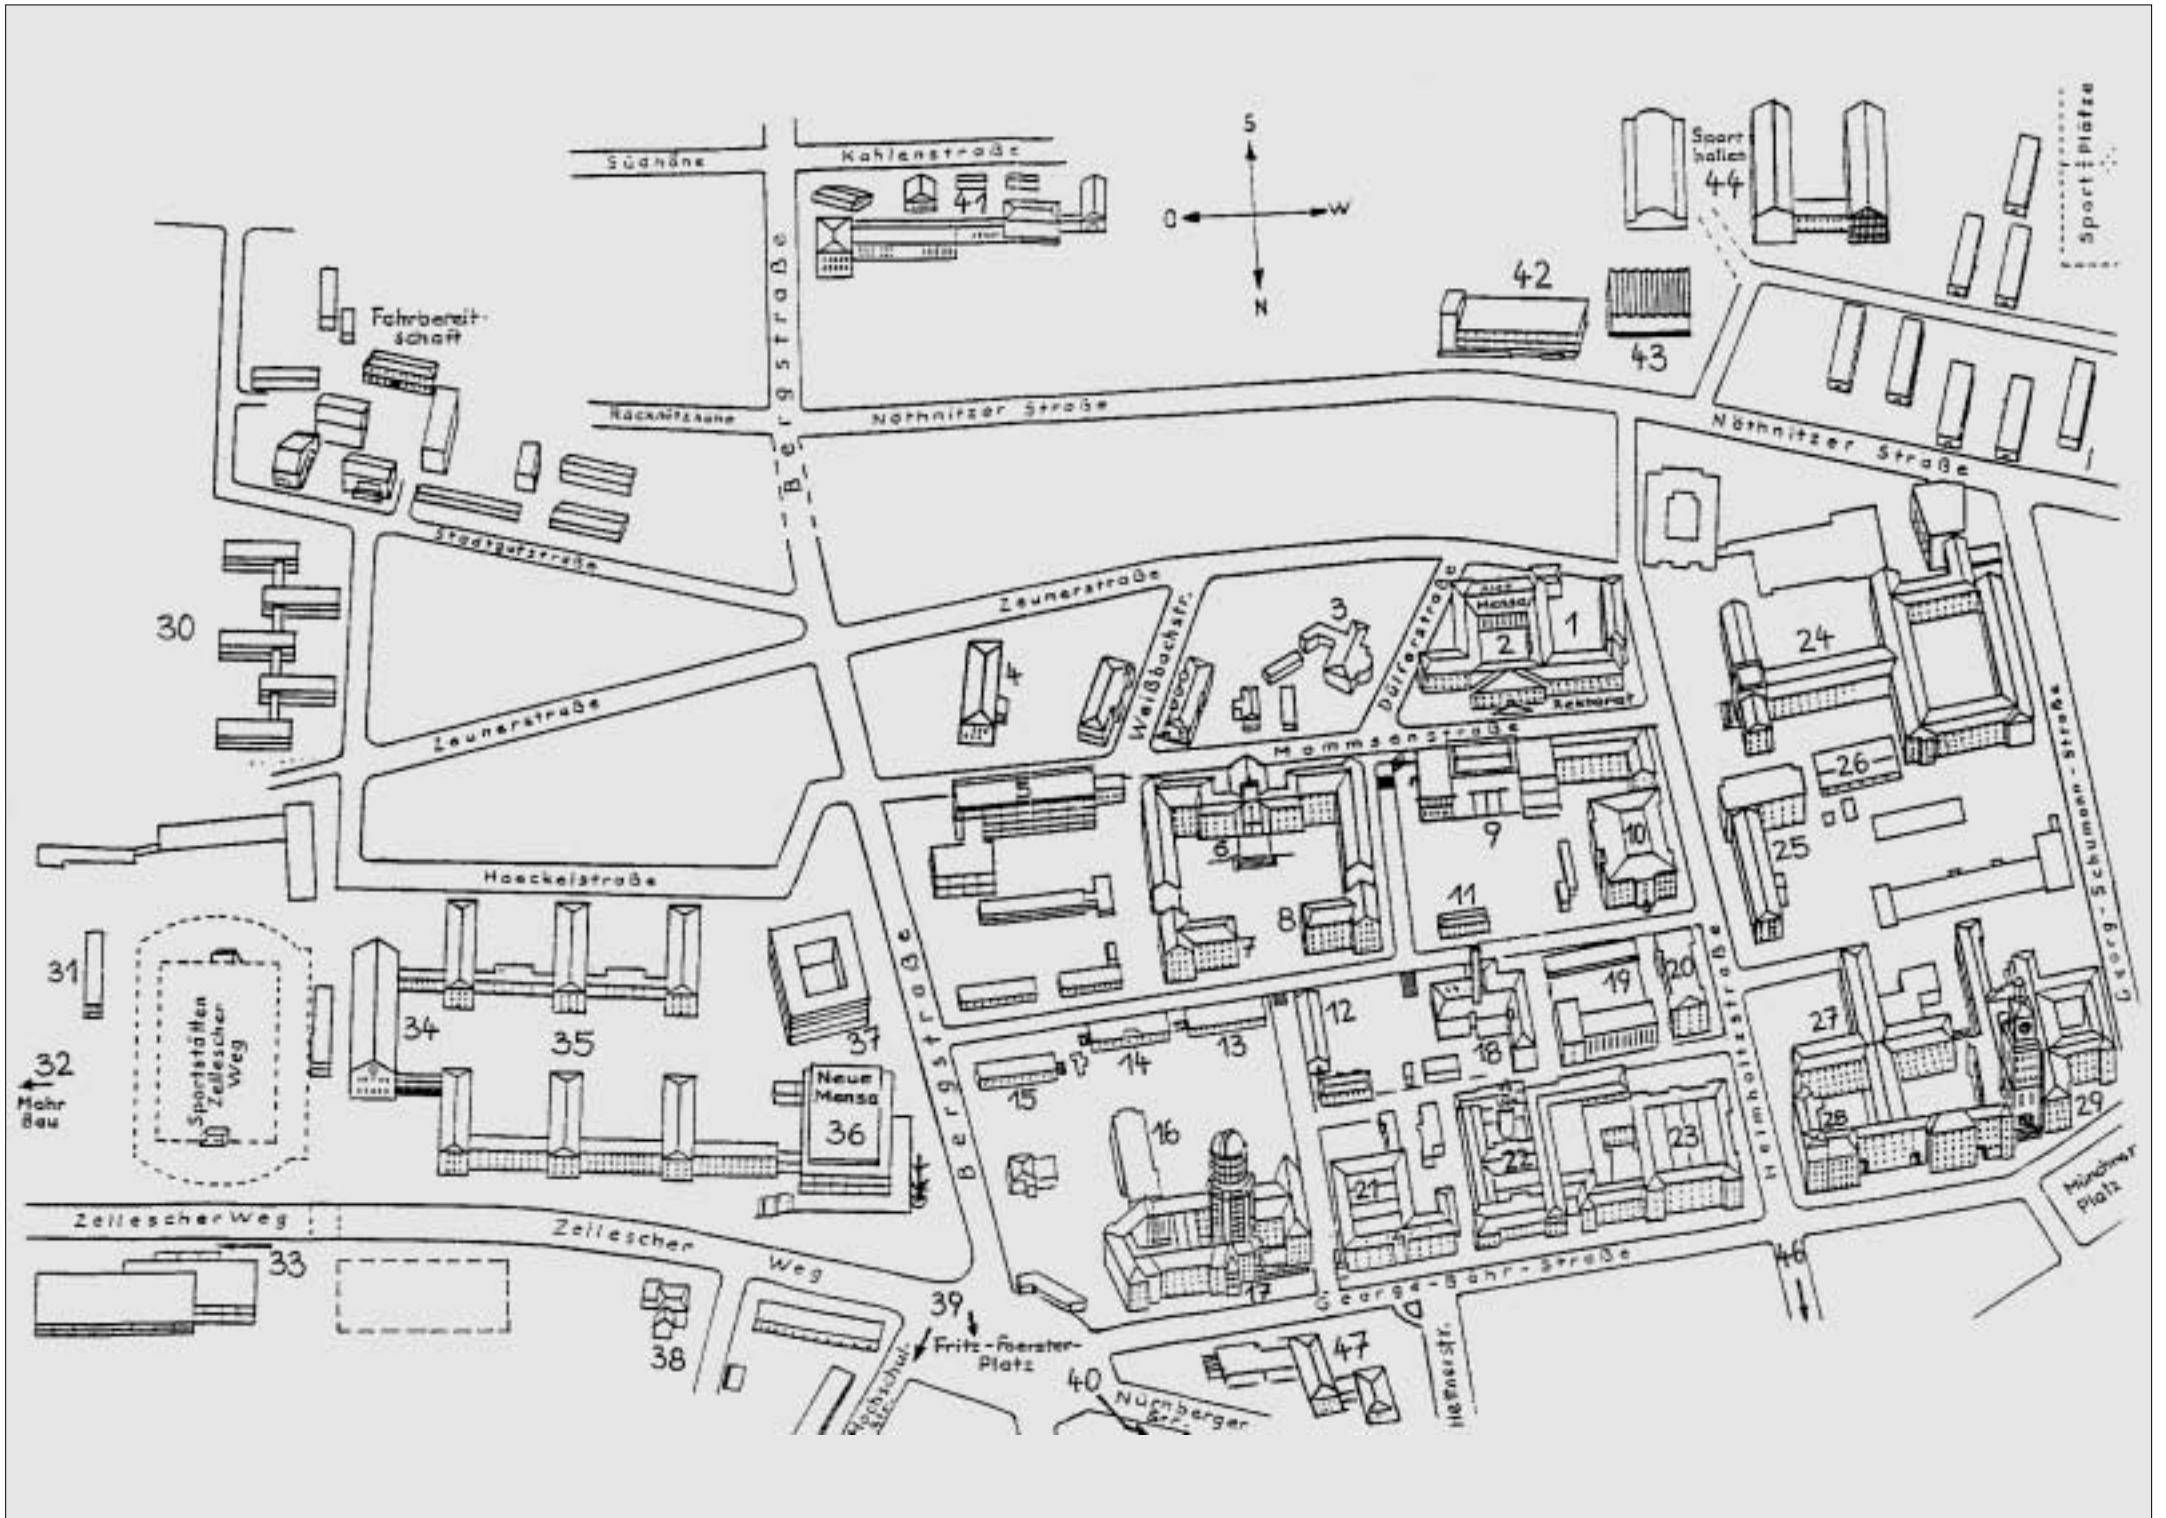 S
O
W
N
Südhöhe
Kohlenstraße
41
Sport
hallen
44
Sport Plätze
42
43
Fahrbereit-
schaft
Bergstraße
Räcknitzhöhe
Nöthnitzer Straße
Nöthnitzer Straße
Bergstraße
Stadtgutstraße
Zeunerstraße
Weißbachstr.
Dülferstraße
Alte
Mensa
1
2
3
4
24
30
Rektorat
Zeunerstraße
Mommsenstraße
Georg-Schumann-Straße
5
6
7
8
9
10
11
25
26
Haeckelstraße
31
32
Mohr
Bau
Sportstätten
Zellescher
Weg
34
35
37
Neue
Mensa
36
Bergstraße
Helmholtzstraße
12
13
14
15
16
17
18
19
20
21
22
23
27
28
29
Münchner
Platz
Zellescher Weg
Zellescher
Weg
33
38
39
Fritz-Foerster-
Platz
Hochschul-
str.
40
Nürnberger
Str.
George-Bähr-Straße
46
47
Hettnerstr.